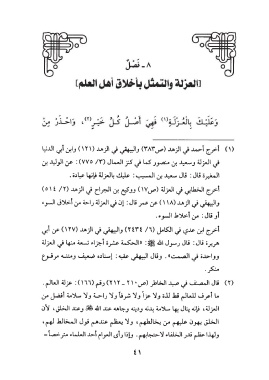 ٨ - فَصْلٌ
[العزلة والتمثل بأخلاق أهل العلم]
وَعَلَيْكَ بِالْعُزْلَةِ(١) فَهِيَ أَصْلُ كُلِّ خَيْرٍ(٢)، وَاحْذَرْ مِنْ
(١) أخرج أحمد في الزهد (ص٣٨٣) والبيهقي في الزهد (١٢١) وابن أبي الدنيا
في العزلة وسعيد بن منصور كما في كنز العمال (٣/ ٧٧٥): عن الوليد بن
المغيرة قال: قال سعيد بن المسيب: عليك بالعزلة فإنها عبادة.
أخرج الخطابي في العزلة (ص١٧) ووكيع بن الجراح في الزهد (٢/ ٥١٤)
والبيهقي في الزهد (١١٨) عن عمر قال: إن في العزلة راحة من أخلاق السوء
أو قال: من أخلاط السوء.
أخرج ابن عدي في الكامل (٦/ ٢٤٣٤) والبيهقي في الزهد (١٢٧) عن أبي
هريرة قال: قال رسول الله ﷺ: «الحكمة عشرة أجزاء تسعة منها في العزلة
وواحدة في الصمت». وقال البيهقي عقبه: إسناده ضعيف ومتنه مرفوع
منكر.
(٢) قال المصنف في صيد الخاطر (ص٢١٠ - ٢١٢) رقم (١٦٦): عزلة العالم.
ما أعرف للعالم قط لذة ولا عزاً ولا شرفاً ولا راحة ولا سلامة أفضل من
العزلة، فإنه ينال بها سلامة بدنه ودينه وجاهه عند الله ﷻ وعند الخلق، لأن
الخلق يهون عليهم من يخالطهم، ولا يعظم عندهم قول المخالط لهم،
ولهذا عظم قدر الخلفاء لاحتجابهم. وإذا رأى العوام أحد العلماء مترخصاً=
٤١